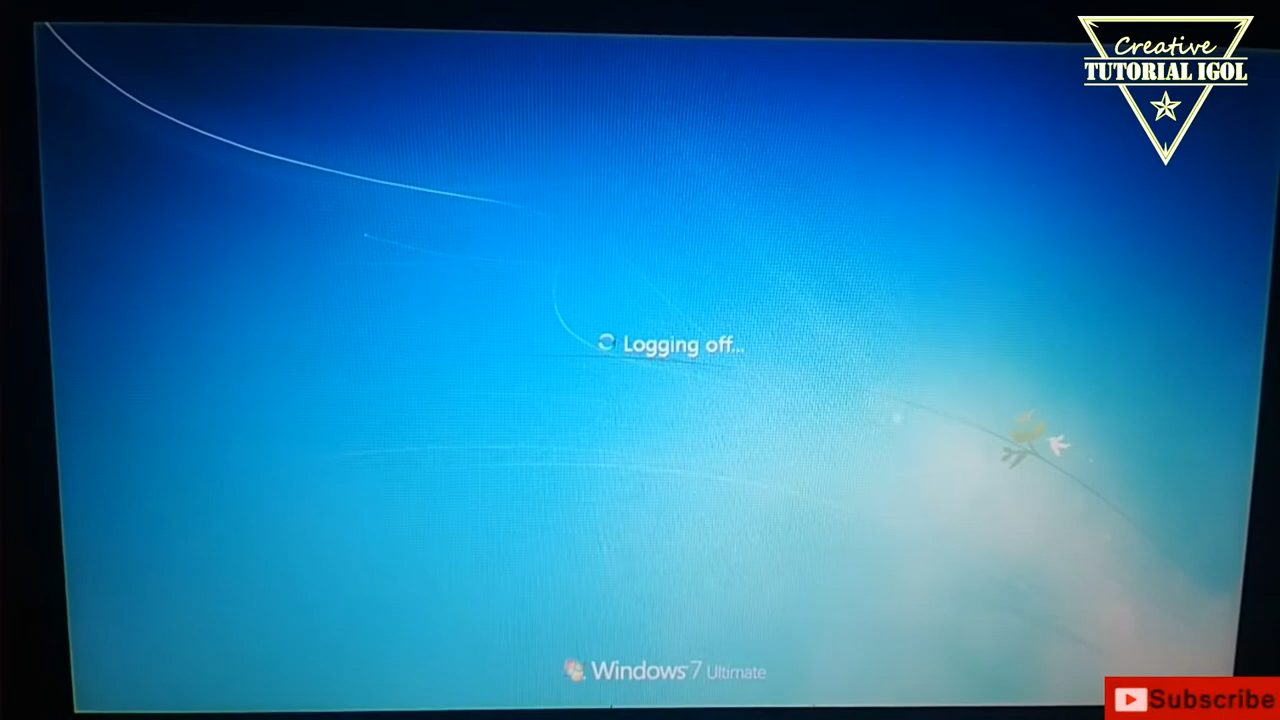 Creative
TUTORIAL IGOL
Logging off...
Windows 7 Ultimate
Subscribe